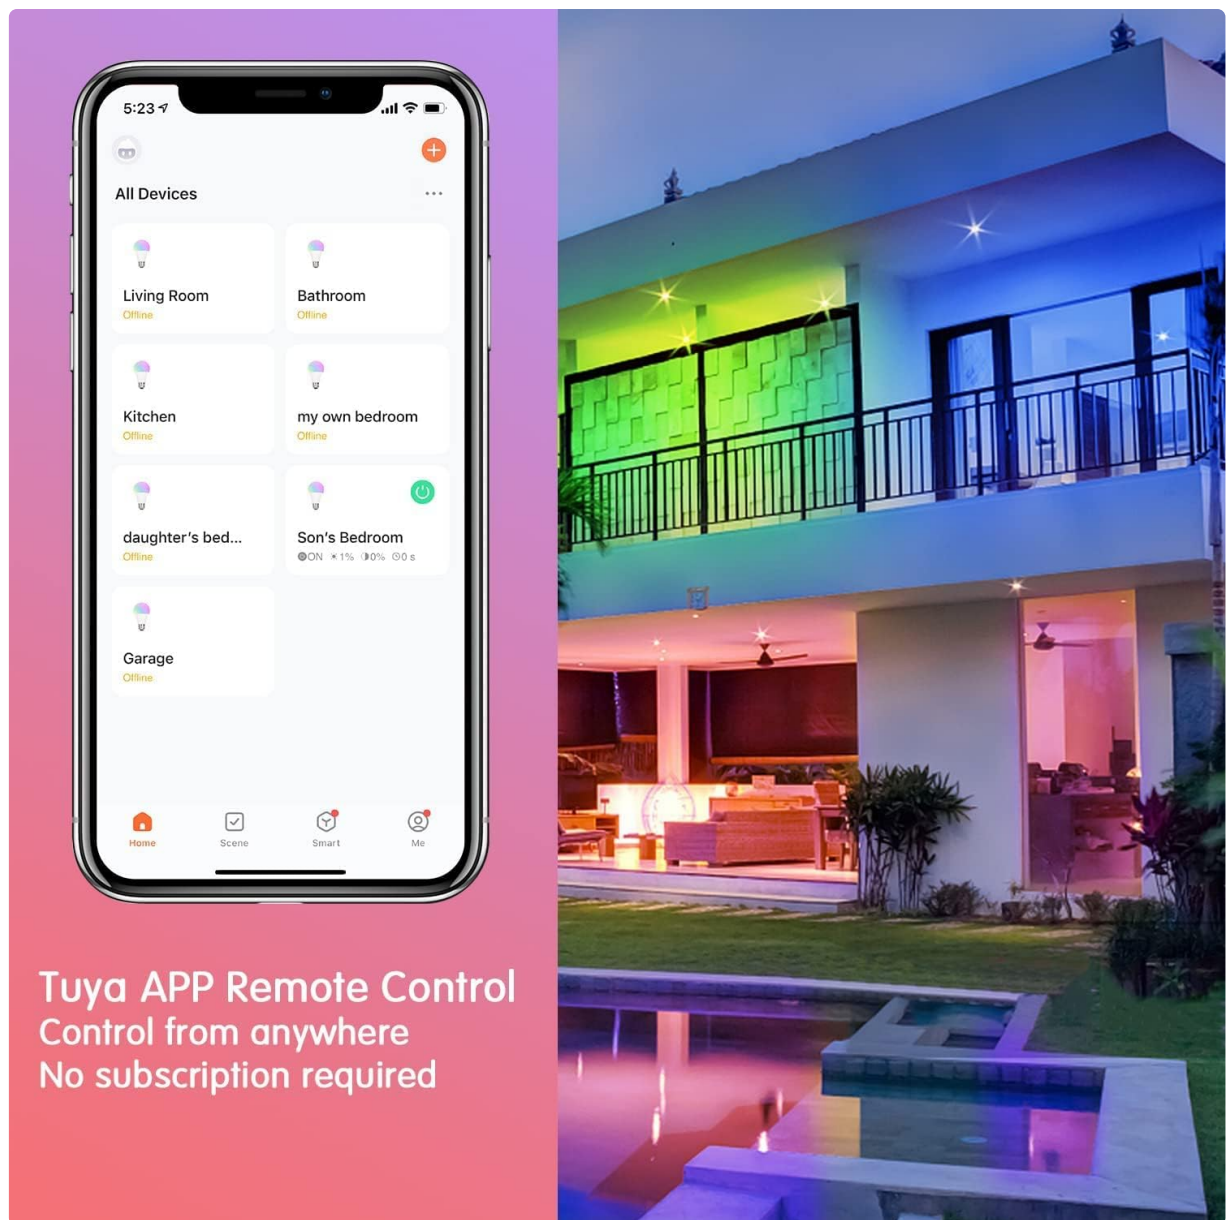 5:23
All Devices
...
Living Room
Offline
Bathroom
Offline
Kitchen
Offline
my own bedroom
Offline
daughter's bed...
Offline
Son's Bedroom
ON 1% 0% 0 s
Garage
Offline
Home
Scene
Smart
Me
Tuya APP Remote Control
Control from anywhere
No subscription required